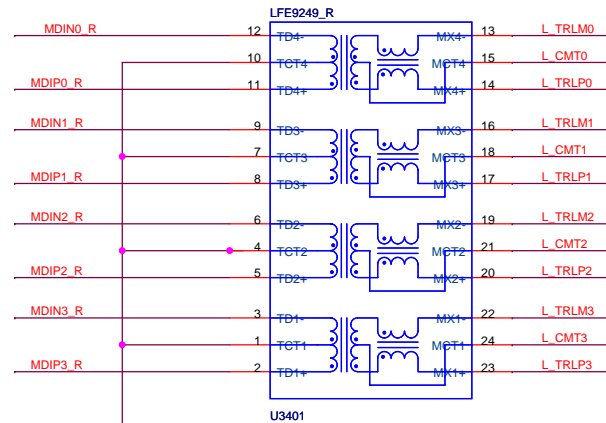 LFE9249_R
MDIN0_R 12 TD4- MX4- 13 L_TRLM0
10 TCT4 MCT4 15 L_CMT0
MDIP0_R 11 TD4+ MX4+ 14 L_TRLP0
MDIN1_R 9 TD3- MX3- 16 L_TRLM1
7 TCT3 MCT3 18 L_CMT1
MDIP1_R 8 TD3+ MX3+ 17 L_TRLP1
MDIN2_R 6 TD2- MX2- 19 L_TRLM2
4 TCT2 MCT2 21 L_CMT2
MDIP2_R 5 TD2+ MX2+ 20 L_TRLP2
MDIN3_R 3 TD1- MX1- 22 L_TRLM3
1 TCT1 MCT1 24 L_CMT3
MDIP3_R 2 TD1+ MX1+ 23 L_TRLP3
U3401